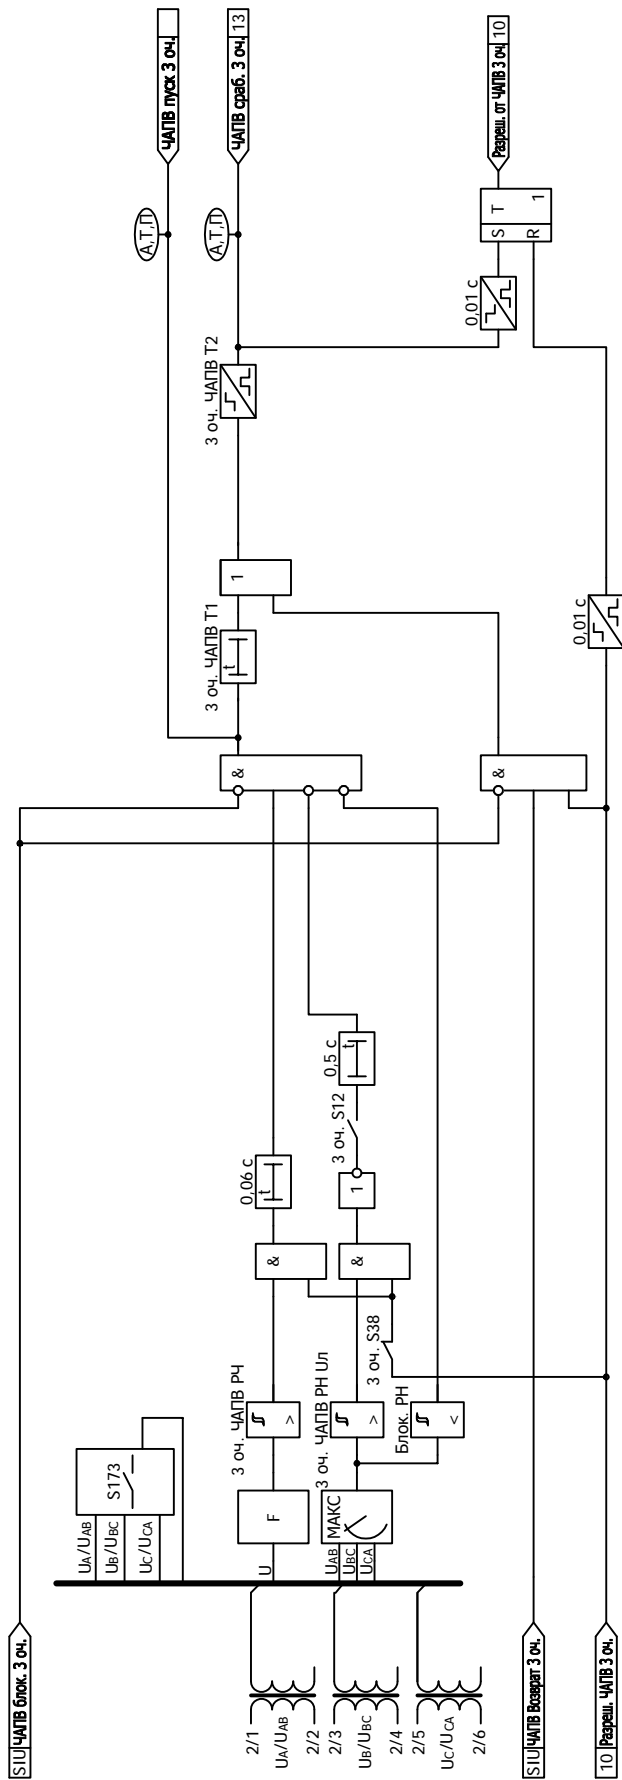 SIU ЧАПВ блок. 3 оч.
ЧАПВ пуск 3 оч.
ЧАПВ сраб. 3 оч. 13
А,Т,П
А,Т,П
S173
UA/UAB
UB/UBC
UC/UCA
2/1
UA/UAB
2/2
2/3
UB/UBC
2/4
2/5
UC/UCA
2/6
U
F
3 оч. ЧАПВ РЧ
>
&
0,06 с
t
UAB
UBC
UCA
МАКС
3 оч. ЧАПВ РН Uл
>
Блок. РН
<
3 оч. S38
&
1
3 оч. S12
0,5 с
t
&
3 оч. ЧАПВ Т1
t
1
3 оч. ЧАПВ Т2
&
0,01 с
0,01 с
S
T
R
1
Разреш. от ЧАПВ 3 оч. 10
SIU ЧАПВ Возврат 3 оч.
10 Разреш. ЧАПВ 3 оч.